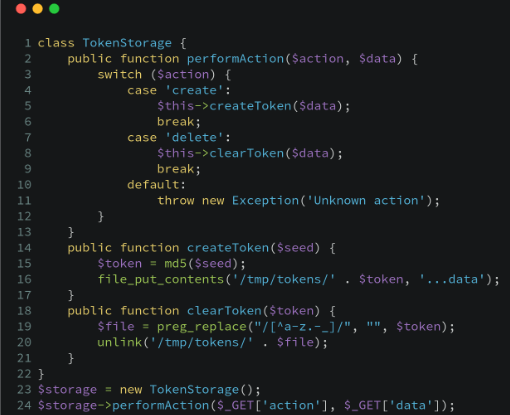 1 class TokenStorage {
2     public function performAction($action, $data) {
3         switch ($action) {
4             case 'create':
5                 $this->createToken($data);
6                 break;
7             case 'delete':
8                 $this->clearToken($data);
9                 break;
10             default:
11                 throw new Exception('Unknown action');
12         }
13     }
14     public function createToken($seed) {
15         $token = md5($seed);
16         file_put_contents('/tmp/tokens/' . $token, '...data');
17     }
18     public function clearToken($token) {
19         $file = preg_replace("/[^a-z.-_]/", "", $token);
20         unlink('/tmp/tokens/' . $file);
21     }
22 }
23 $storage = new TokenStorage();
24 $storage->performAction($_GET['action'], $_GET['data']);